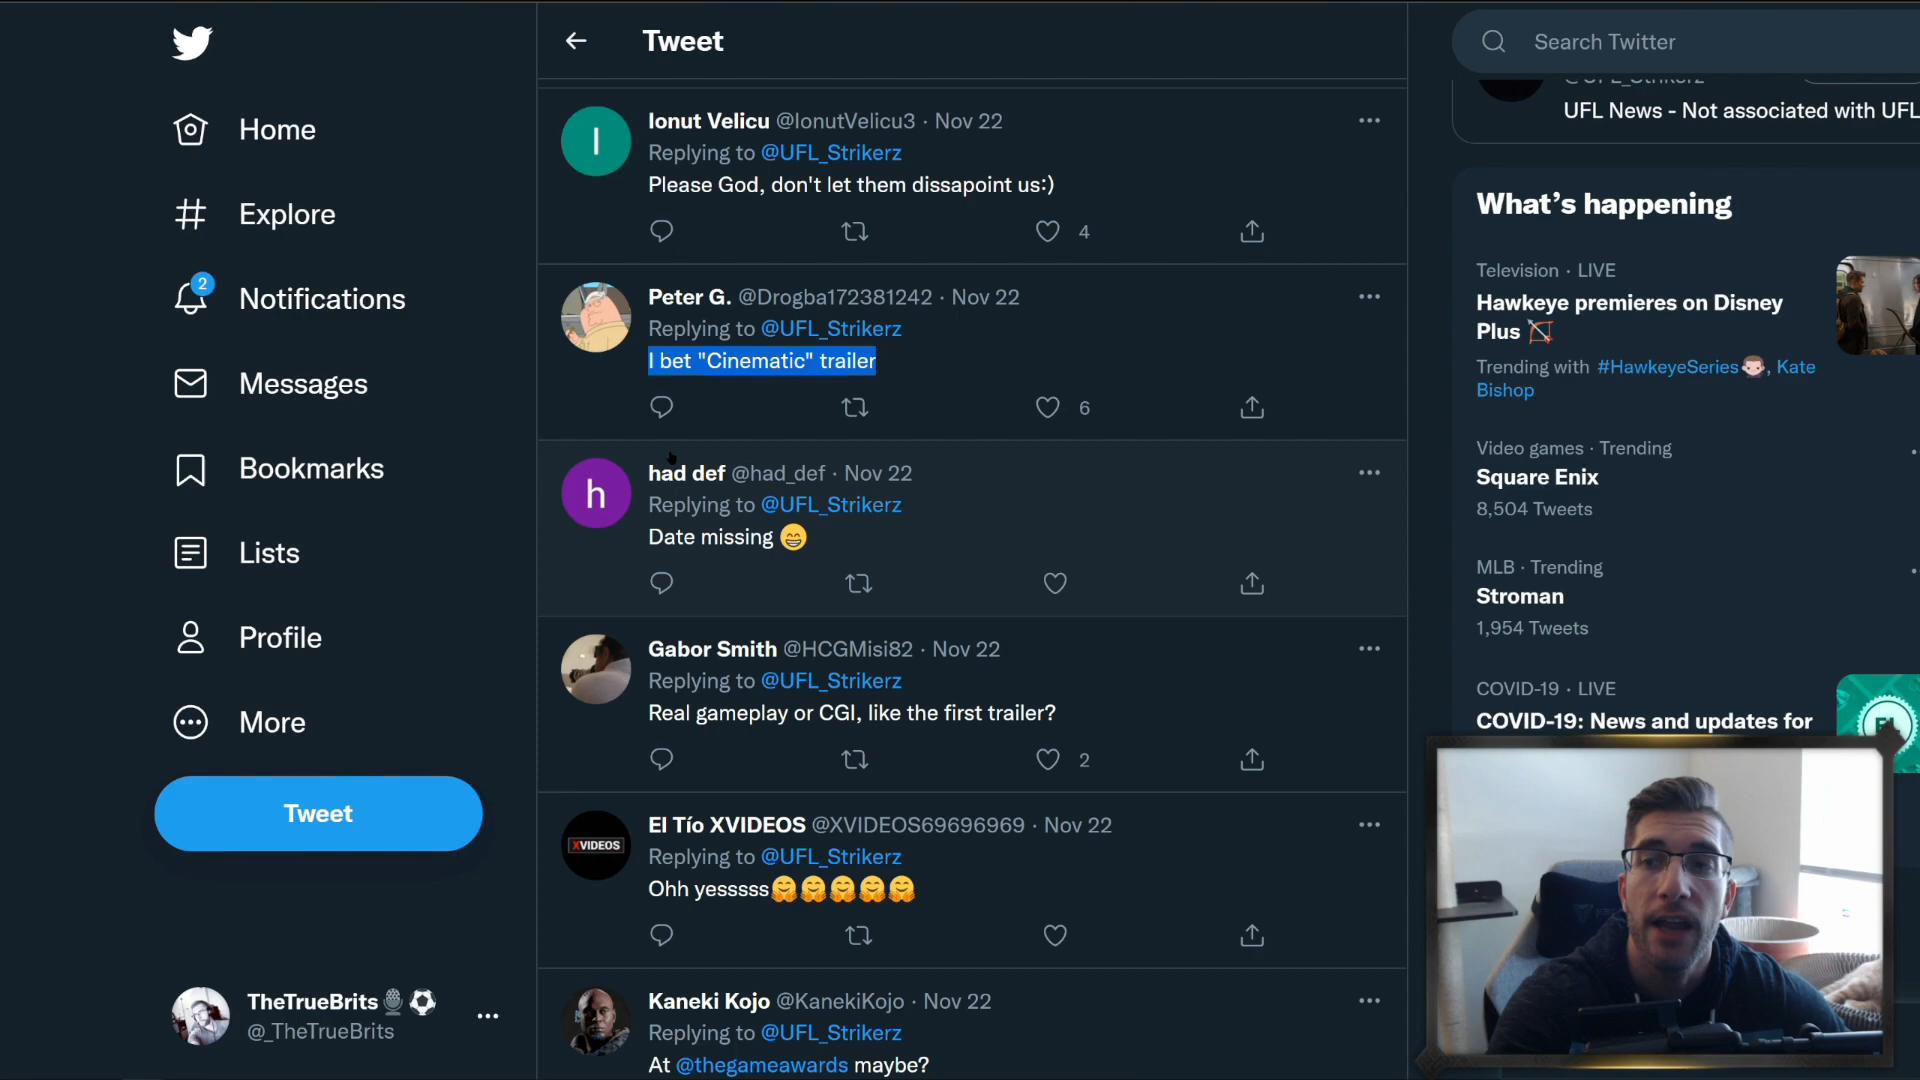 Home
Explore
2
Notifications
Messages
Bookmarks
Lists
Profile
More
Tweet
TheTrueBrits🎙️⚽
@_TheTrueBrits
Tweet
I
Ionut Velicu @IonutVelicu3 · Nov 22
Replying to @UFL_Strikerz
Please God, don't let them dissapoint us:)
4
Peter G. @Drogba172381242 · Nov 22
Replying to @UFL_Strikerz
I bet "Cinematic" trailer
6
h
had def @had_def · Nov 22
Replying to @UFL_Strikerz
Date missing 😁
Gabor Smith @HCGMisi82 · Nov 22
Replying to @UFL_Strikerz
Real gameplay or CGI, like the first trailer?
2
XVIDEOS
El Tío XVIDEOS @XVIDEOS69696969 · Nov 22
Replying to @UFL_Strikerz
Ohh yesssss🤗🤗🤗🤗🤗
Kaneki Kojo @KanekiKojo · Nov 22
Replying to @UFL_Strikerz
At @thegameawards maybe?
Search Twitter
@UFL_Strikerz
UFL News - Not associated with UFL
What's happening
Television · LIVE
Hawkeye premieres on Disney
Plus 🏹
Trending with #HawkeyeSeries, Kate
Bishop
Video games · Trending
Square Enix
8,504 Tweets
MLB · Trending
Stroman
1,954 Tweets
COVID-19 · LIVE
COVID-19: News and updates for